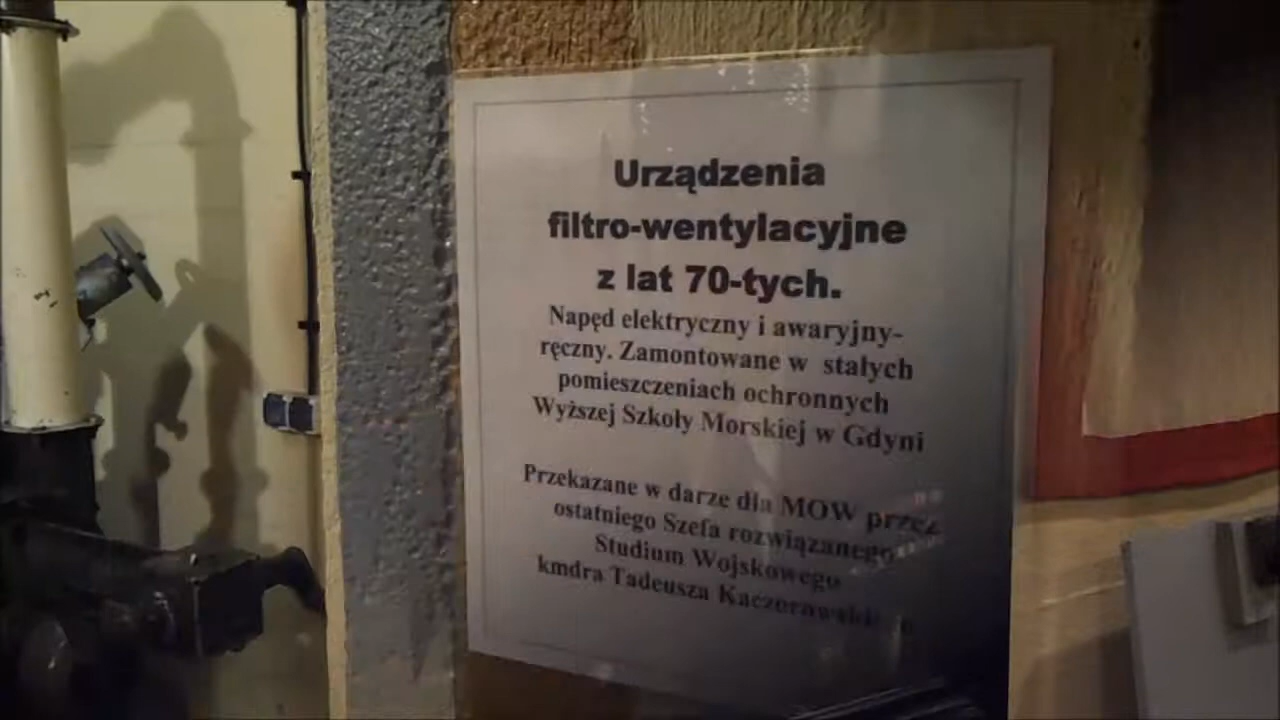 Urządzenia
filtro-wentylacyjne
z lat 70-tych.
Napęd elektryczny i awaryjny-
ręczny. Zamontowane w stałych
pomieszczeniach ochronnych
Wyższej Szkoły Morskiej w Gdyni
Przekazane w darze dla MOW przez
ostatniego Szefa rozwiązanego
Studium Wojskowego
kmdra Tadeusza